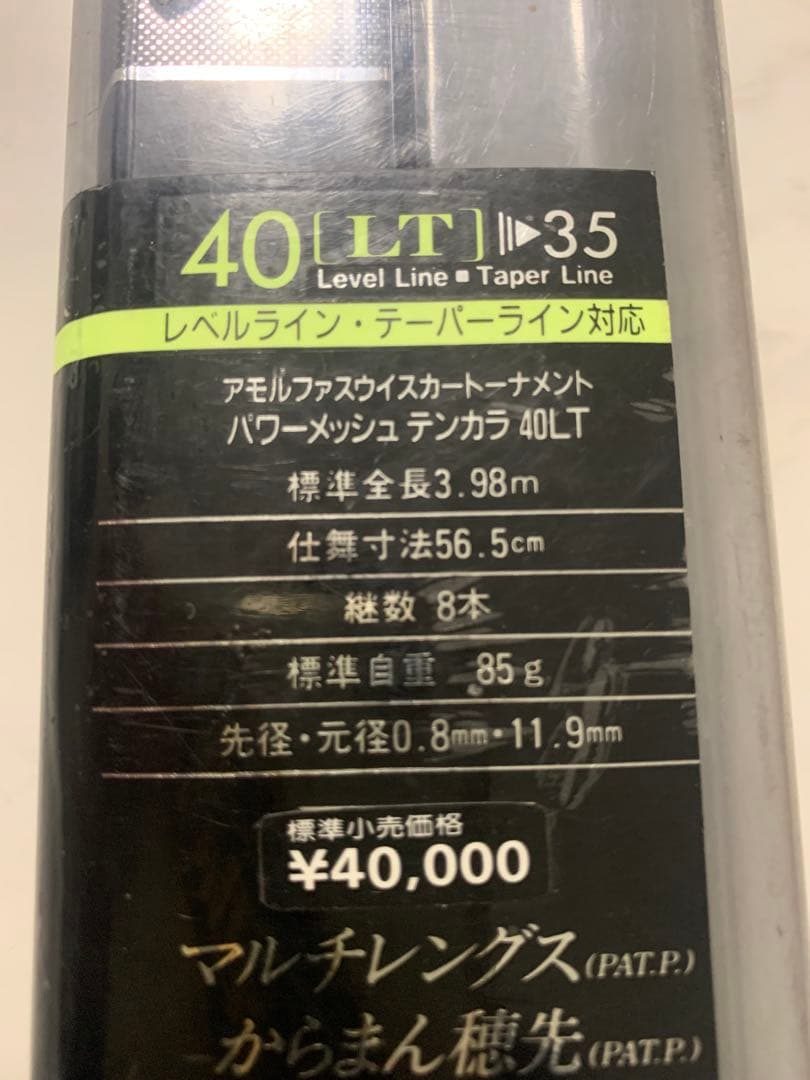 40[LT]▶35
Level Line ■ Taper Line
レベルライン・テーパーライン対応
アモルファスウイスカートーナメント
パワーメッシュ テンカラ 40LT
標準全長3.98m
仕舞寸法56.5cm
継数 8本
標準自重 85g
先径・元径0.8mm・11.9mm
標準小売価格
¥40,000
マルチレングス(PAT.P.)
からまん穂先(PAT.P.)